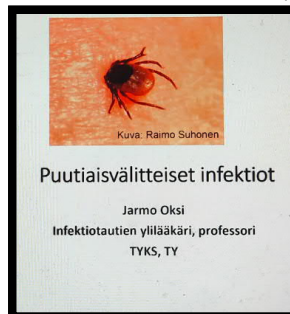 Kuva: Raimo Suhonen
Puutiaisvälitteiset infektiot
Jarmo Oksi
Infektiotautien ylilääkäri, professori
TYKS, TY